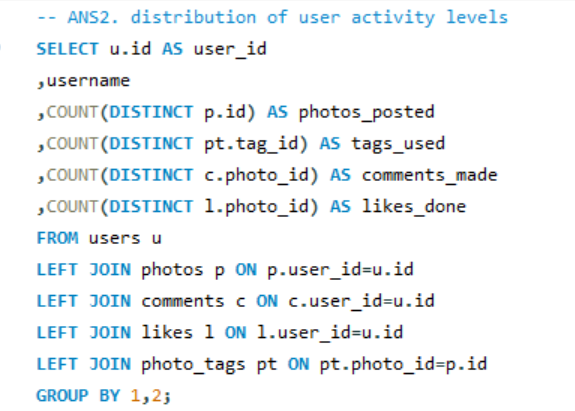 -- ANS2. distribution of user activity levels
SELECT u.id AS user_id
,username
,COUNT(DISTINCT p.id) AS photos_posted
,COUNT(DISTINCT pt.tag_id) AS tags_used
,COUNT(DISTINCT c.photo_id) AS comments_made
,COUNT(DISTINCT l.photo_id) AS likes_done
FROM users u
LEFT JOIN photos p ON p.user_id=u.id
LEFT JOIN comments c ON c.user_id=u.id
LEFT JOIN likes l ON l.user_id=u.id
LEFT JOIN photo_tags pt ON pt.photo_id=p.id
GROUP BY 1,2;